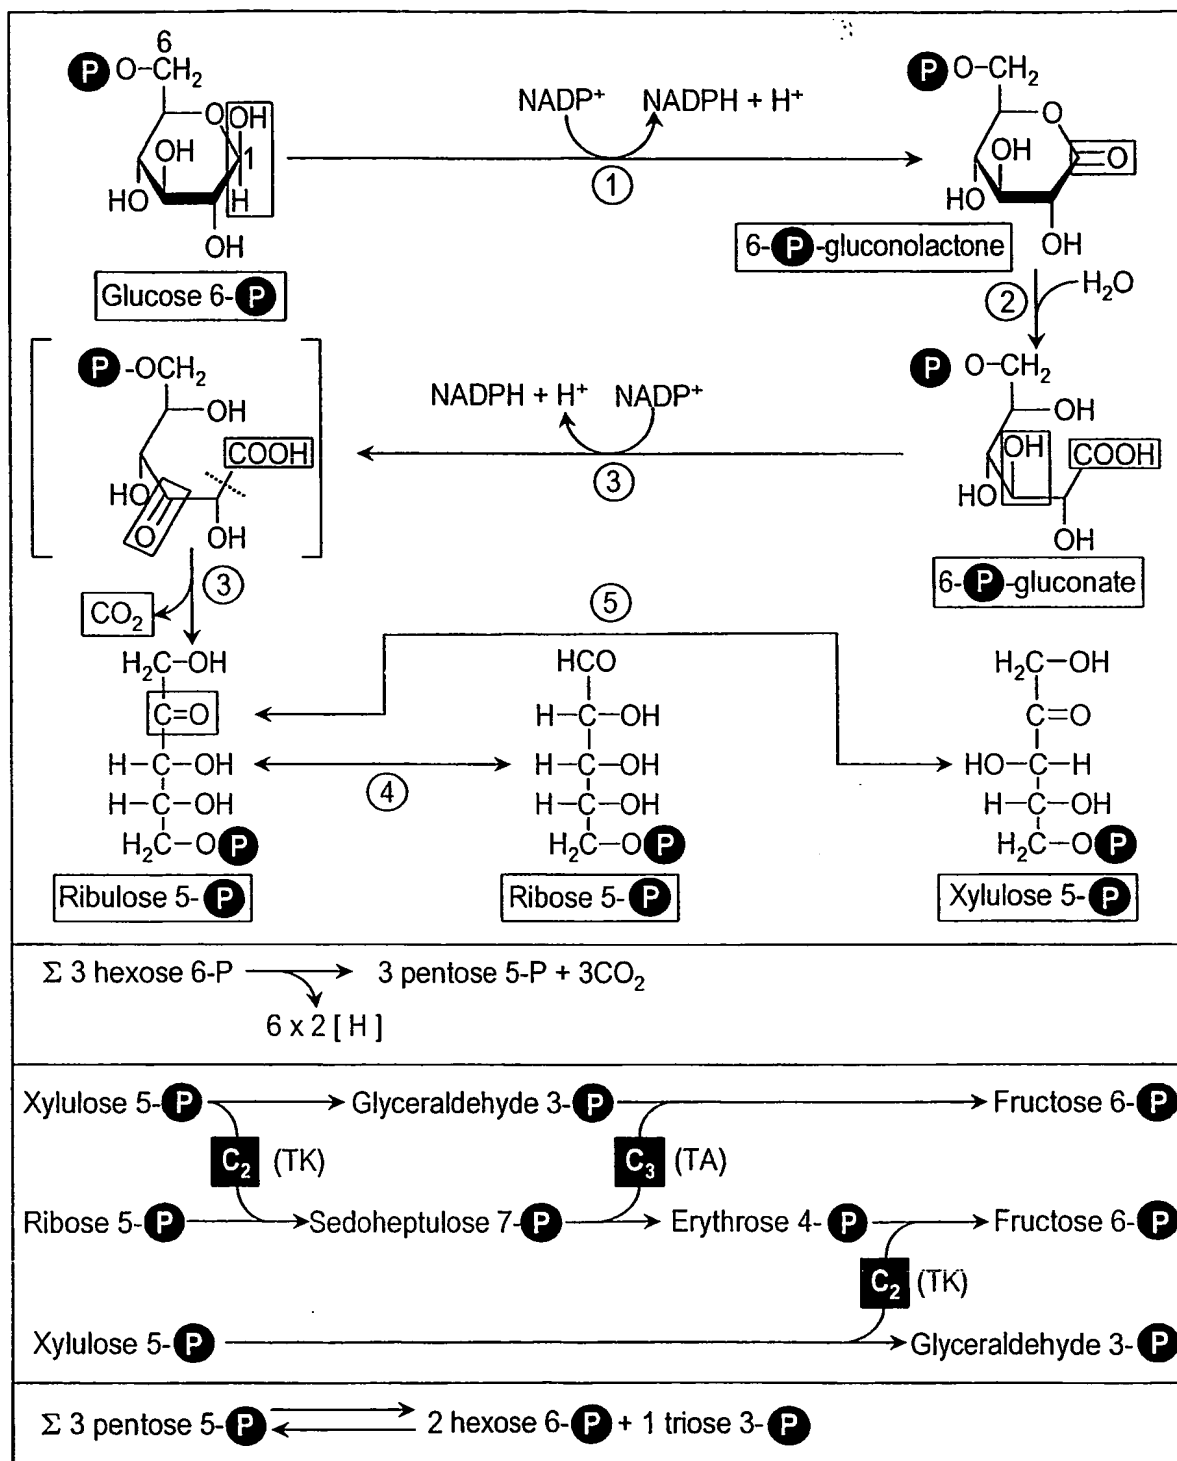 6
P O–CH2
NADP+ NADPH + H+
P O–CH2
O OH
OH 1
HO H
OH
1
O
OH =O
HO
OH
Glucose 6-P
6-P-gluconolactone
2 H2O
P -OCH2
OH
COOH
HO
O OH
NADPH + H+ NADP+
3
P O–CH2
OH
OH COOH
HO
OH
6-P-gluconate
3
CO2
5
H2C–OH
C=O
H–C–OH
H–C–OH
H2C–O P
Ribulose 5-P
4
HCO
H–C–OH
H–C–OH
H–C–OH
H2C–O P
Ribose 5-P
H2C–OH
C=O
HO–C–H
H–C–OH
H2C–O P
Xylulose 5-P
Σ 3 hexose 6-P → 3 pentose 5-P + 3CO2
6 x 2 [ H ]
Xylulose 5-P → Glyceraldehyde 3-P → Fructose 6-P
C2 (TK) C3 (TA)
Ribose 5-P → Sedoheptulose 7-P → Erythrose 4-P → Fructose 6-P
C2 (TK)
Xylulose 5-P → Glyceraldehyde 3-P
Σ 3 pentose 5-P ⇌ 2 hexose 6-P + 1 triose 3-P